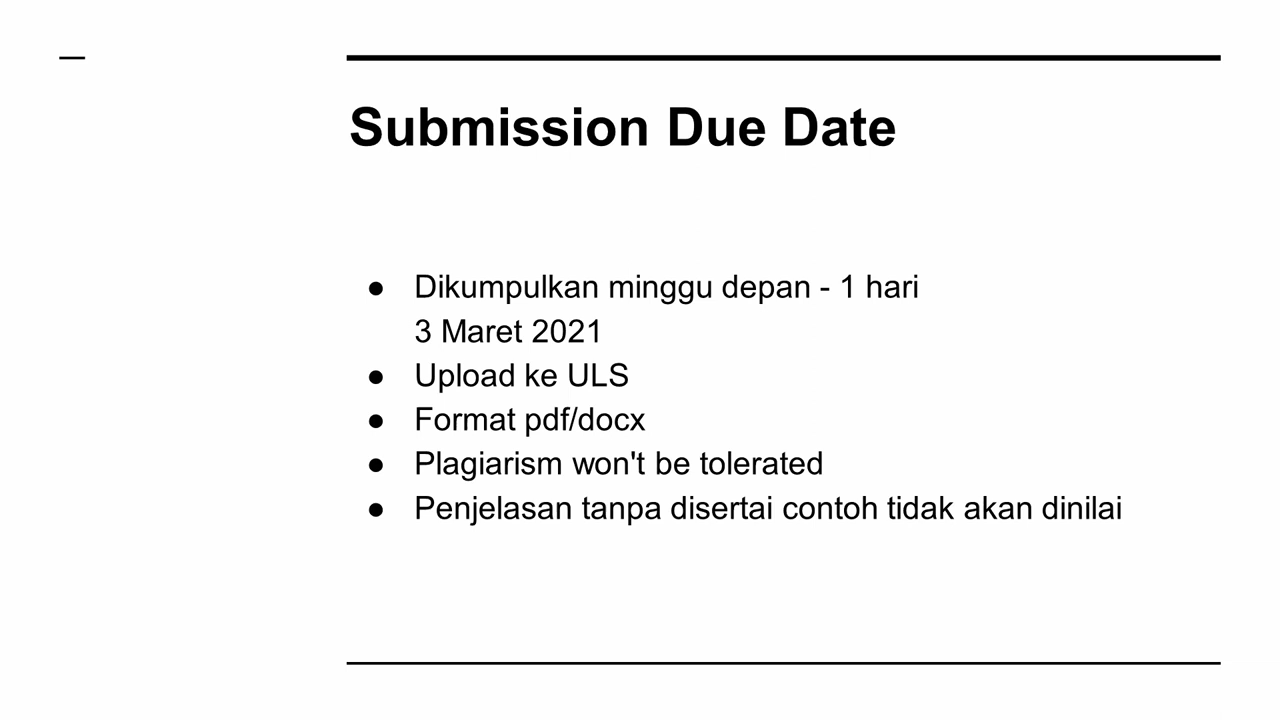 Submission Due Date
● Dikumpulkan minggu depan - 1 hari
3 Maret 2021
● Upload ke ULS
● Format pdf/docx
● Plagiarism won't be tolerated
● Penjelasan tanpa disertai contoh tidak akan dinilai